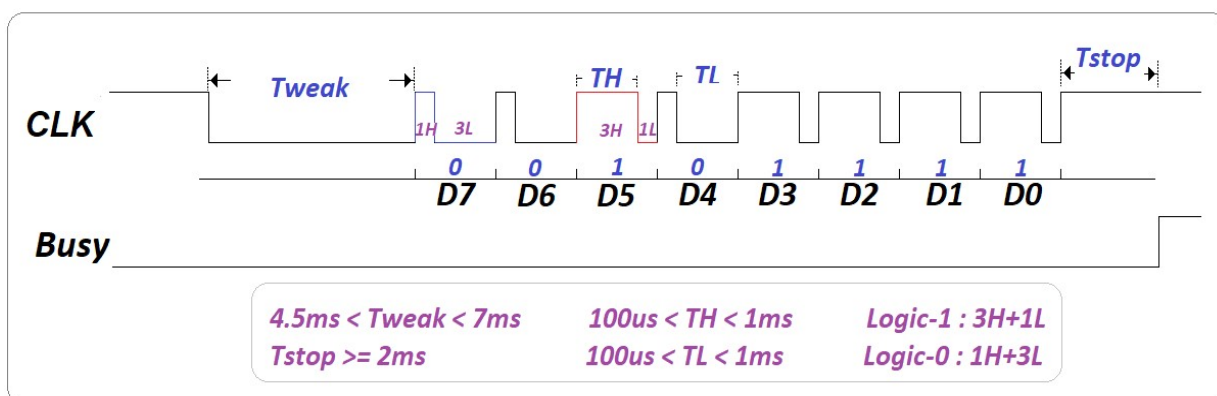 Tweak TH TL Tstop
CLK 1H 3L 3H 1L
0 0 1 0 1 1 1 1
D7 D6 D5 D4 D3 D2 D1 D0
Busy
4.5ms < Tweak < 7ms 100us < TH < 1ms Logic-1 : 3H+1L
Tstop >= 2ms 100us < TL < 1ms Logic-0 : 1H+3L